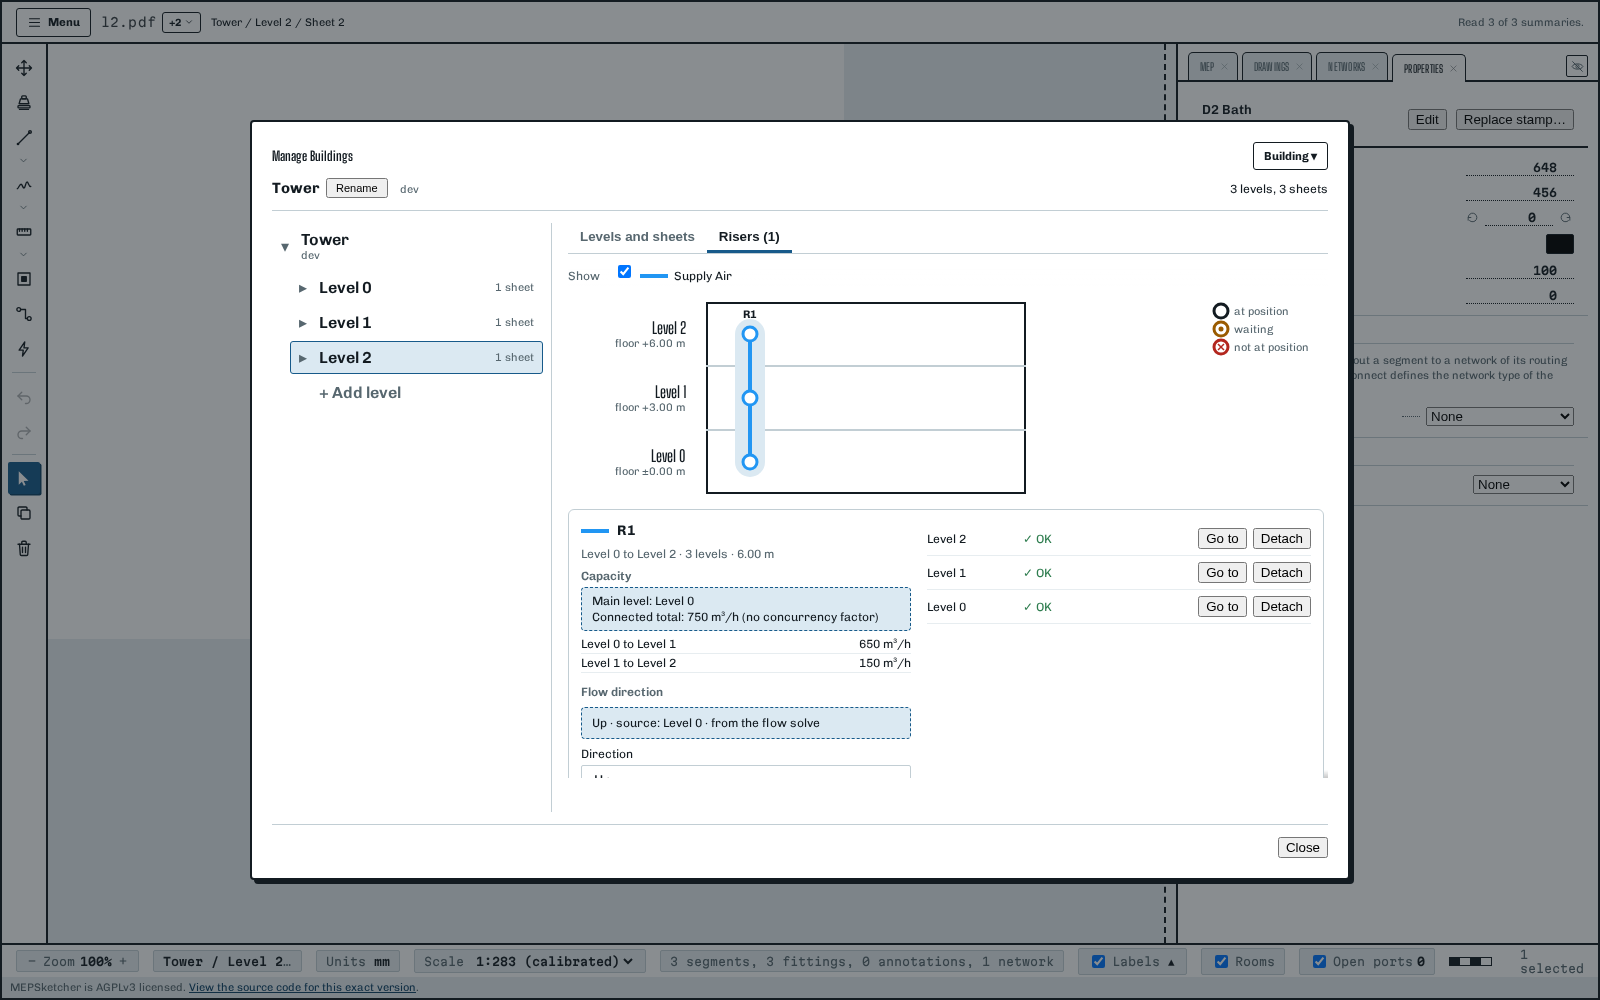 Menu
l2.pdf
+2
Tower / Level 2 / Sheet 2
Read 3 of 3 summaries.
MEP
DRAWINGS
NETWORKS
PROPERTIES
D2 Bath
Edit
Replace stamp…
648
456
0
100
0
out a segment to a network of its routing
onnect defines the network type of the
None
None
Manage Buildings
Building ▾
Tower
Rename
dev
3 levels, 3 sheets
▼ Tower
dev
▶ Level 0 1 sheet
▶ Level 1 1 sheet
▶ Level 2 1 sheet
+ Add level
Levels and sheets
Risers (1)
Show
Supply Air
R1
Level 2
floor +6.00 m
Level 1
floor +3.00 m
Level 0
floor ±0.00 m
at position
waiting
not at position
R1
Level 0 to Level 2 · 3 levels · 6.00 m
Capacity
Main level: Level 0
Connected total: 750 m³/h (no concurrency factor)
Level 0 to Level 1 650 m³/h
Level 1 to Level 2 150 m³/h
Flow direction
Up · source: Level 0 · from the flow solve
Direction
Level 2 ✓ OK Go to Detach
Level 1 ✓ OK Go to Detach
Level 0 ✓ OK Go to Detach
Close
− Zoom 100% +
Tower / Level 2…
Units mm
Scale 1:283 (calibrated)
3 segments, 3 fittings, 0 annotations, 1 network
Labels ▲
Rooms
Open ports 0
1 selected
MEPSketcher is AGPLv3 licensed. View the source code for this exact version.